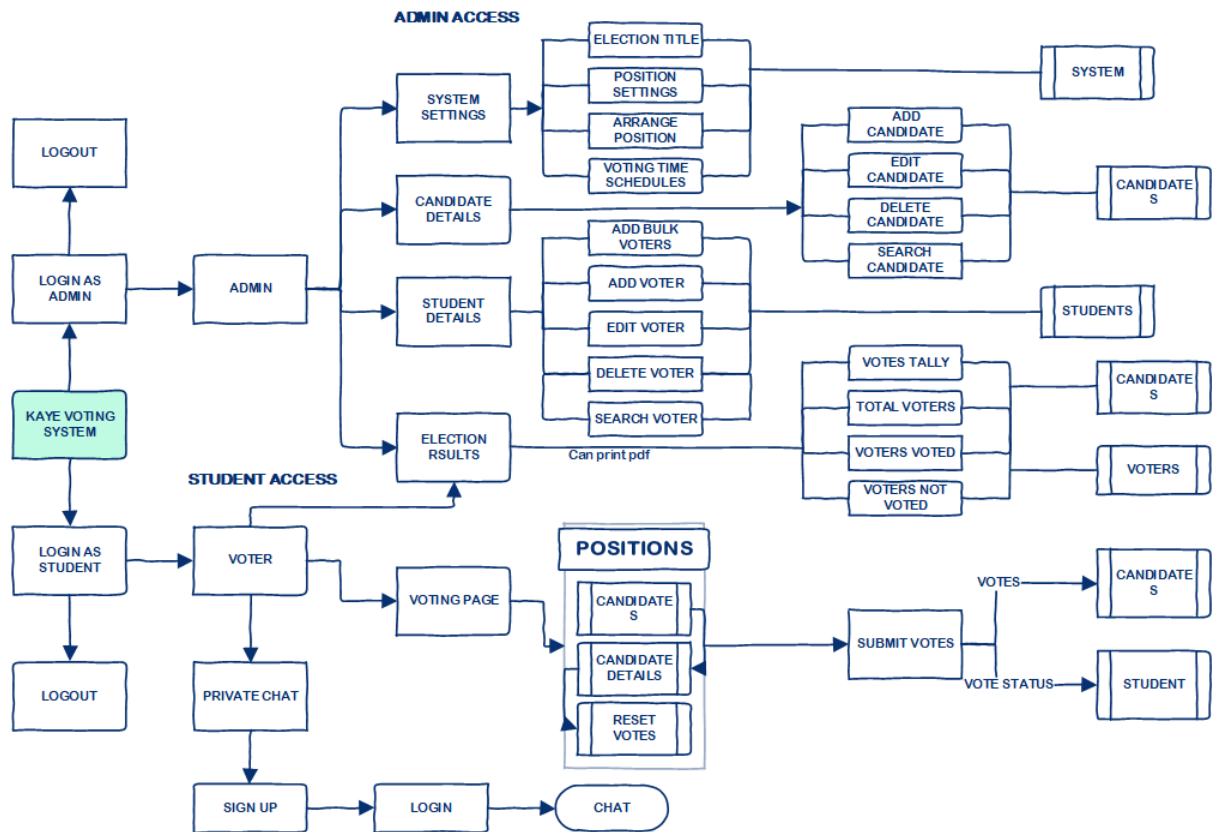 ADMIN ACCESS
ELECTION TITLE
SYSTEM
SETTINGS
POSITION
SETTINGS
SYSTEM
ARRANGE
POSITION
ADD
CANDIDATE
LOGOUT
VOTING TIME
SCHEDULES
EDIT
CANDIDATE
CANDIDATE
S
CANDIDATE
DETAILS
DELETE
CANDIDATE
ADD BULK
VOTERS
SEARCH
CANDIDATE
LOGIN AS
ADMIN
ADMIN
ADD VOTER
STUDENT
DETAILS
STUDENTS
EDIT VOTER
VOTES TALLY
DELETE VOTER
CANDIDATE
S
KAYE VOTING
SYSTEM
TOTAL VOTERS
SEARCH VOTER
ELECTION
RSULTS
Can print pdf
VOTERS VOTED
VOTERS
STUDENT ACCESS
VOTERS NOT
VOTED
LOGIN AS
STUDENT
VOTER
POSITIONS
VOTES
CANDIDATE
S
VOTING PAGE
CANDIDATE
S
SUBMIT VOTES
CANDIDATE
DETAILS
VOTE STATUS
STUDENT
LOGOUT
PRIVATE CHAT
RESET
VOTES
SIGN UP
LOGIN
CHAT